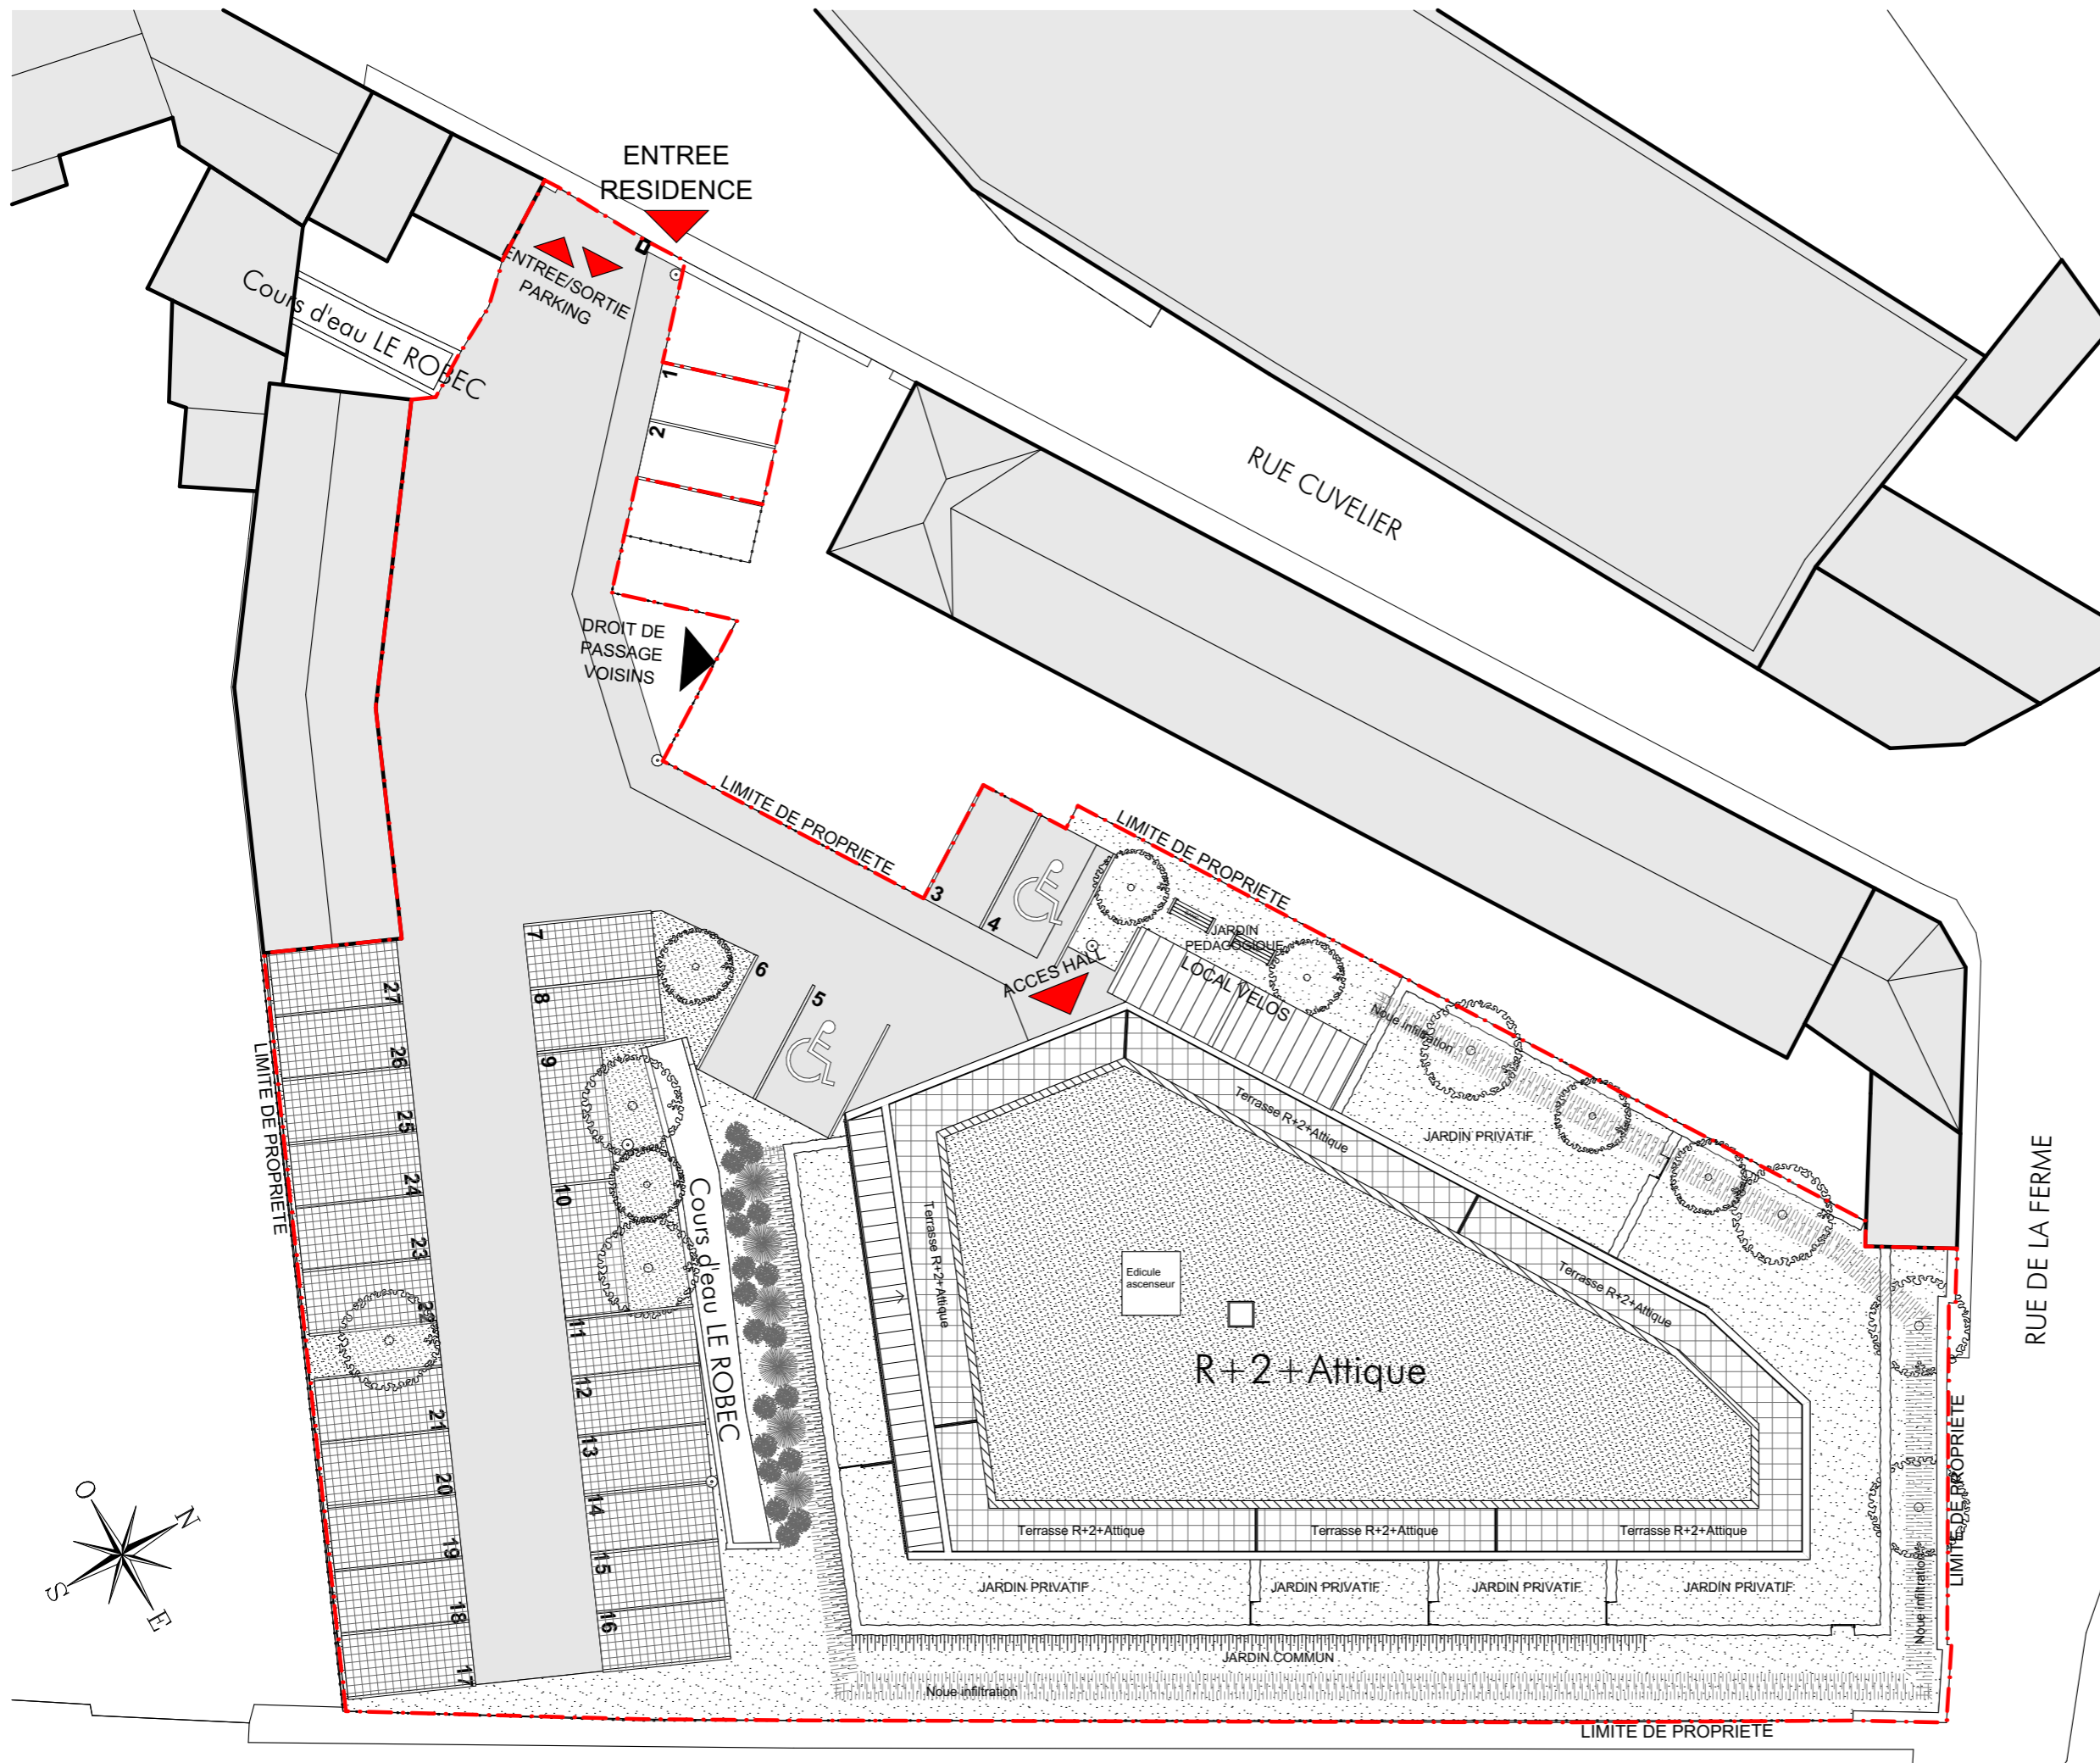 ENTREE
RESIDENCE
ENTREE/SORTIE
PARKING
Cours d'eau LE ROBEC
1
2
RUE CUVELIER
DROIT DE
PASSAGE
VOISINS
LIMITE DE PROPRIETE
LIMITE DE PROPRIETE
3
4
JARDIN
PEDAGOGIQUE
LOCAL VELOS
ACCES HALL
Noue infiltration
7
6
5
8
27
9
26
25
24
10
23
22
11
12
21
13
20
14
19
15
18
16
17
LIMITE DE PROPRIETE
Cours d'eau LE ROBEC
Terrasse R+2+Attique
JARDIN PRIVATIF
Terrasse R+2+Attique
Edicule
ascenseur
Terrasse R+2+Attique
R+2+Attique
RUE DE LA FERME
LIMITE DE PROPRIETE
Noue infiltration
Terrasse R+2+Attique
Terrasse R+2+Attique
Terrasse R+2+Attique
JARDIN PRIVATIF
JARDIN PRIVATIF
JARDIN PRIVATIF
JARDIN PRIVATIF
JARDIN COMMUN
Noue infiltration
LIMITE DE PROPRIETE
O
N
S
E